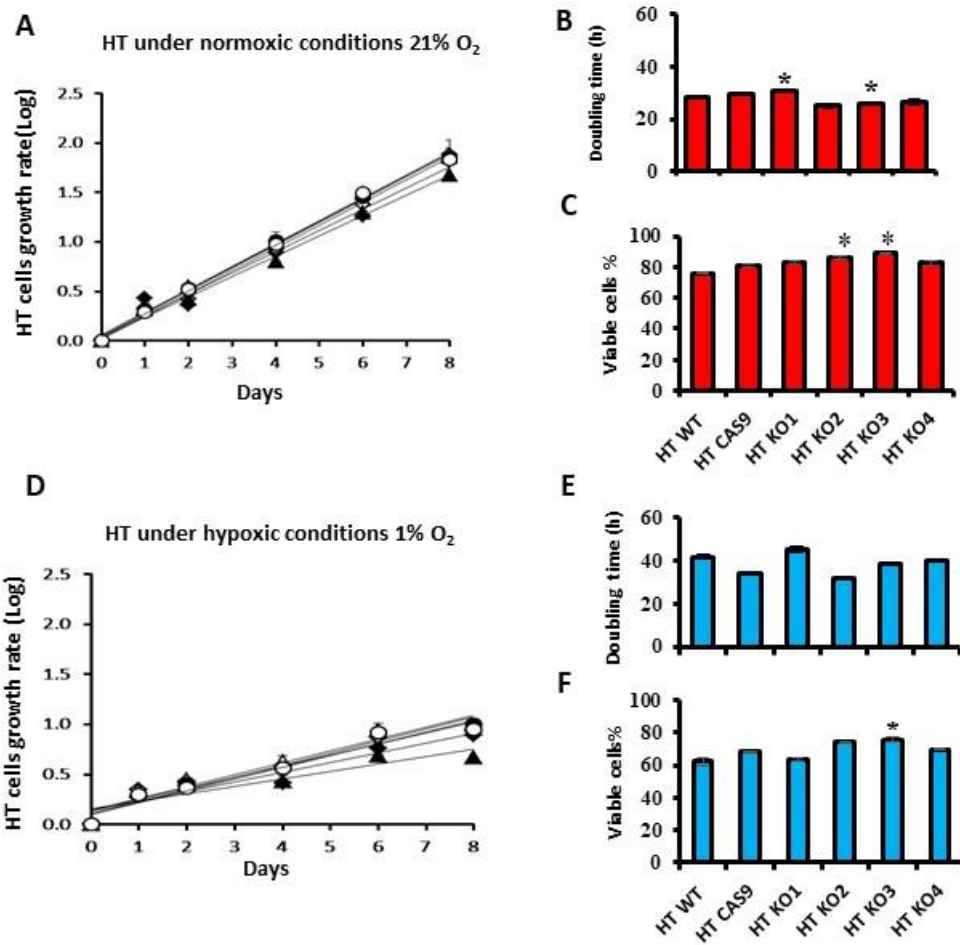 A
HT under normoxic conditions 21% O₂
HT cells growth rate(Log)
2.5
2.0
1.5
1.0
0.5
0.0
0 1 2 3 4 5 6 7 8
Days
B
Doubling time (h)
60
40
20
0
* *
C
Viable cells %
100
80
60
40
20
0
* *
HT WT
HT CAS9
HT KO1
HT KO2
HT KO3
HT KO4
D
HT under hypoxic conditions 1% O₂
HT cells growth rate (Log)
2.5
2.0
1.5
1.0
0.5
0.0
0 1 2 3 4 5 6 7 8
Days
E
Doubling time (h)
60
40
20
0
F
Viable cells%
100
80
60
40
20
0
*
HT WT
HT CAS9
HT KO1
HT KO2
HT KO3
HT KO4